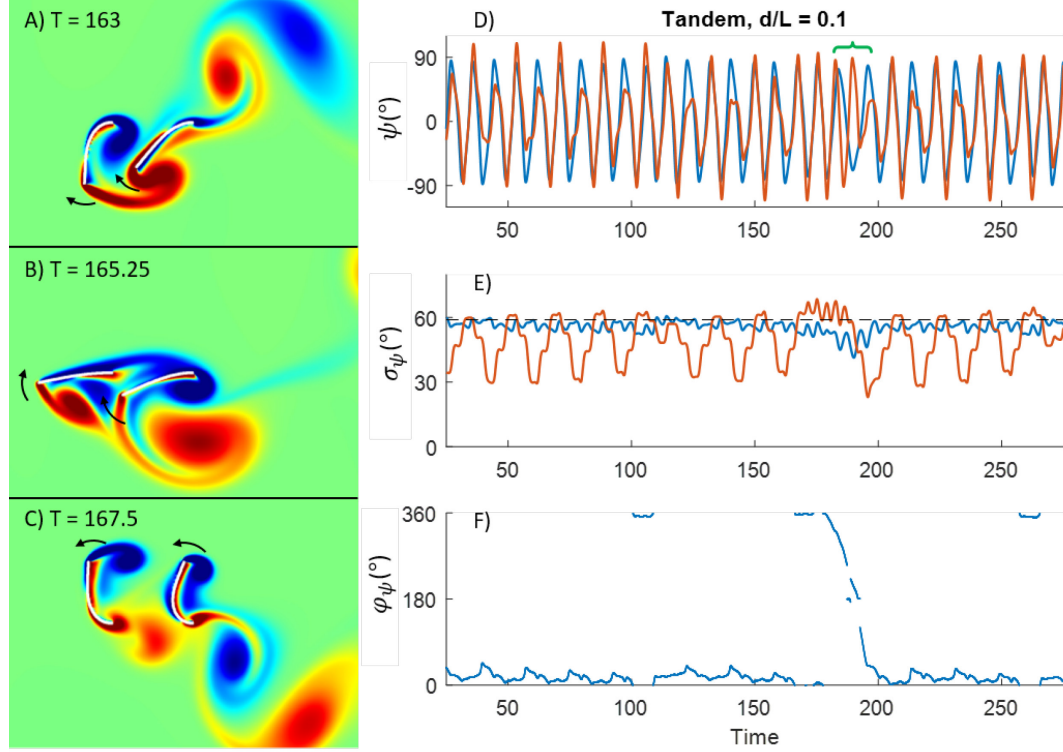 A) T = 163
B) T = 165.25
C) T = 167.5
Tandem, d/L = 0.1
D)
90
0
-90
ψ(°)
50 100 150 200 250
E)
60
30
0
σψ(°)
50 100 150 200 250
F)
360
180
0
φψ(°)
50 100 150 200 250
Time